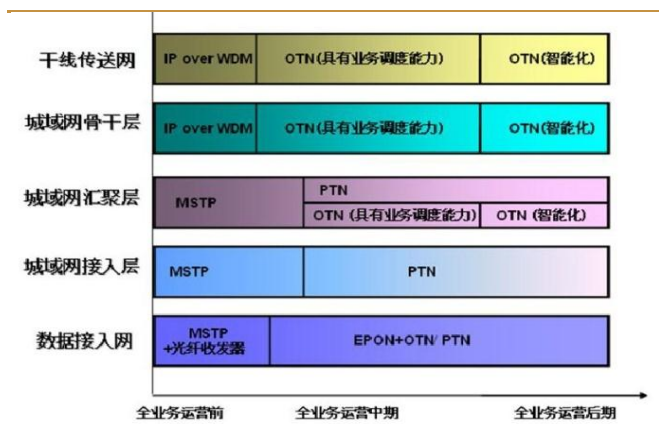 干线传送网
IP over WDM
OTN(具有业务调度能力)
OTN(智能化)
城域网骨干层
IP over WDM
OTN(具有业务调度能力)
OTN(智能化)
城域网汇聚层
MSTP
PTN
OTN (具有业务调度能力)
OTN (智能化)
城域网接入层
MSTP
PTN
数据接入网
MSTP
+光纤收发器
EPON+OTN/ PTN
全业务运营前
全业务运营中期
全业务运营后期